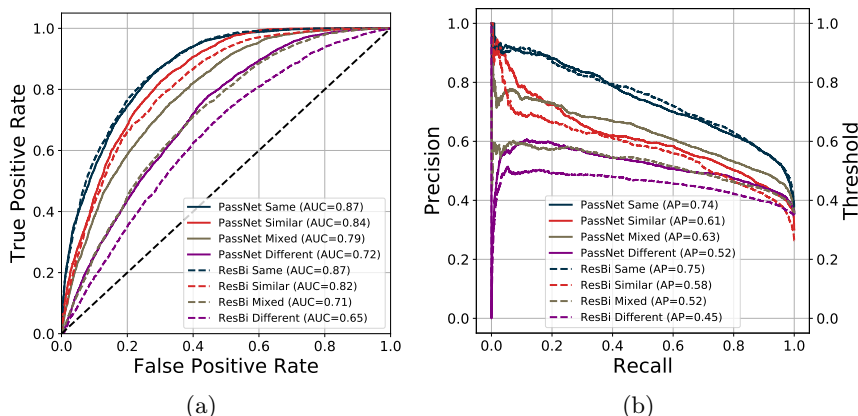 1.0
0.8
0.6
0.4
0.2
0.0
0.0 0.2 0.4 0.6 0.8 1.0
True Positive Rate
False Positive Rate
PassNet Same (AUC=0.87)
PassNet Similar (AUC=0.84)
PassNet Mixed (AUC=0.79)
PassNet Different (AUC=0.72)
ResBi Same (AUC=0.87)
ResBi Similar (AUC=0.82)
ResBi Mixed (AUC=0.71)
ResBi Different (AUC=0.65)
(a)
1.0
0.8
0.6
0.4
0.2
0.0
0.0 0.2 0.4 0.6 0.8 1.0
Precision
Recall
PassNet Same (AP=0.74)
PassNet Similar (AP=0.61)
PassNet Mixed (AP=0.63)
PassNet Different (AP=0.52)
ResBi Same (AP=0.75)
ResBi Similar (AP=0.58)
ResBi Mixed (AP=0.52)
ResBi Different (AP=0.45)
1.0
0.8
0.6
0.4
0.2
0.0
Threshold
(b)